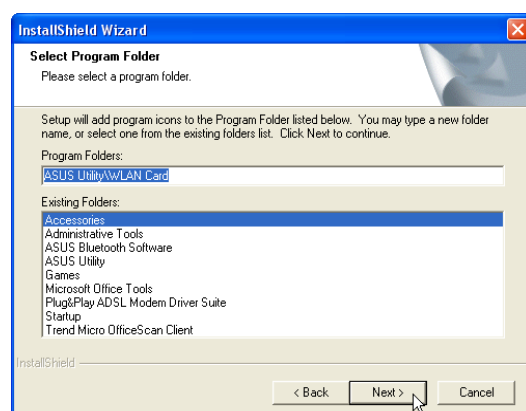 InstallShield Wizard
Select Program Folder
Please select a program folder.
Setup will add program icons to the Program Folder listed below.  You may type a new folder
name, or select one from the existing folders list.  Click Next to continue.
Program Folders:
ASUS Utility\WLAN Card
Existing Folders:
Accessories
Administrative Tools
ASUS Bluetooth Software
ASUS Utility
Games
Microsoft Office Tools
Plug&Play ADSL Modem Driver Suite
Startup
Trend Micro OfficeScan Client
InstallShield
< Back
Next >
Cancel